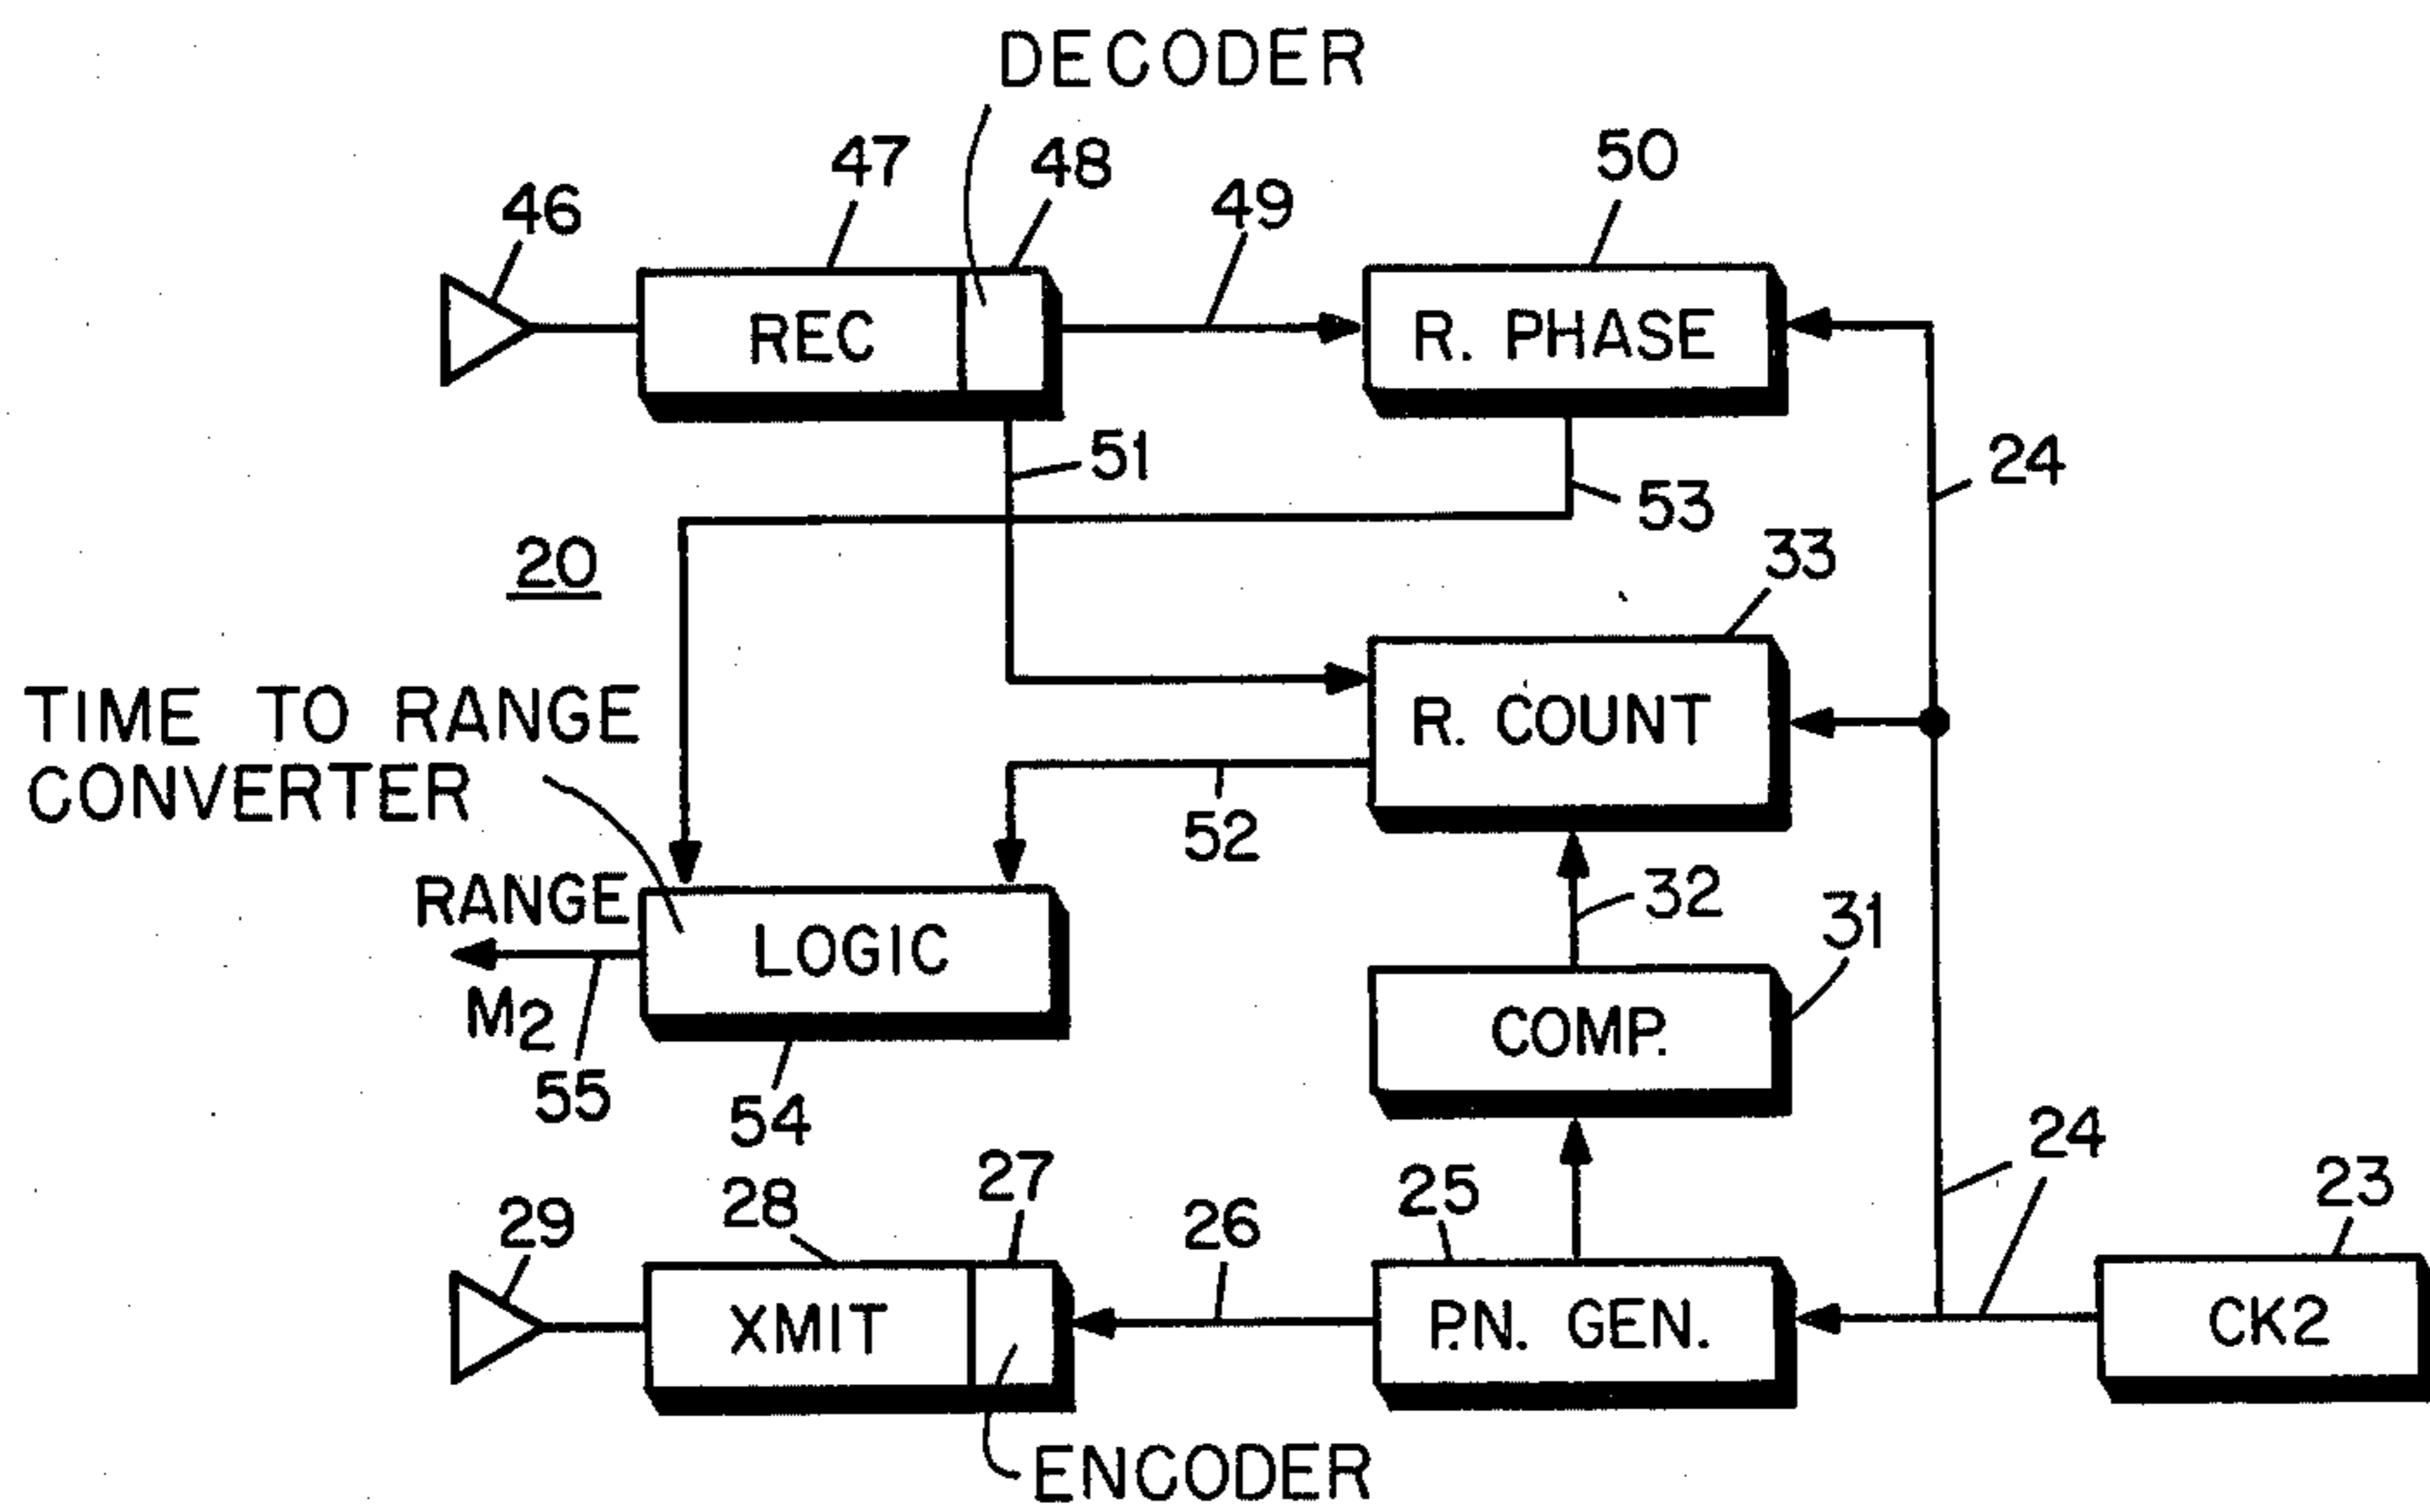 DECODER
47
48
50
46
49
REC
R. PHASE
51
24
53
20
33
TIME TO RANGE
CONVERTER
R. COUNT
52
RANGE
32
31
LOGIC
M2
COMP.
55
54
24
27
28
25
23
29
26
XMIT
P.N. GEN.
CK2
ENCODER